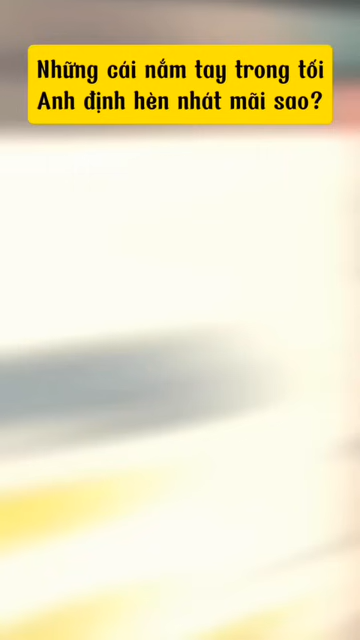 Những cái nắm tay trong tối
Anh định hèn nhát mãi sao?